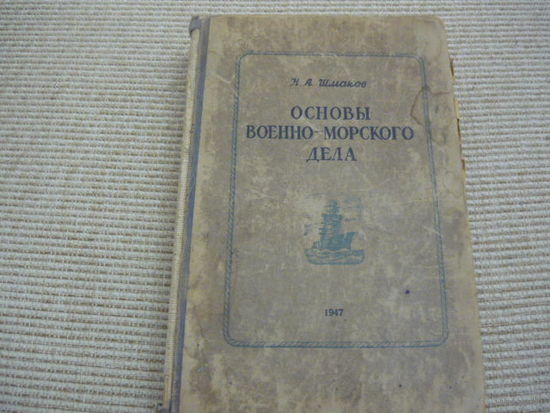 Н. А. Шмаков
ОСНОВЫ
ВОЕННО-МОРСКОГО
ДЕЛА
1947